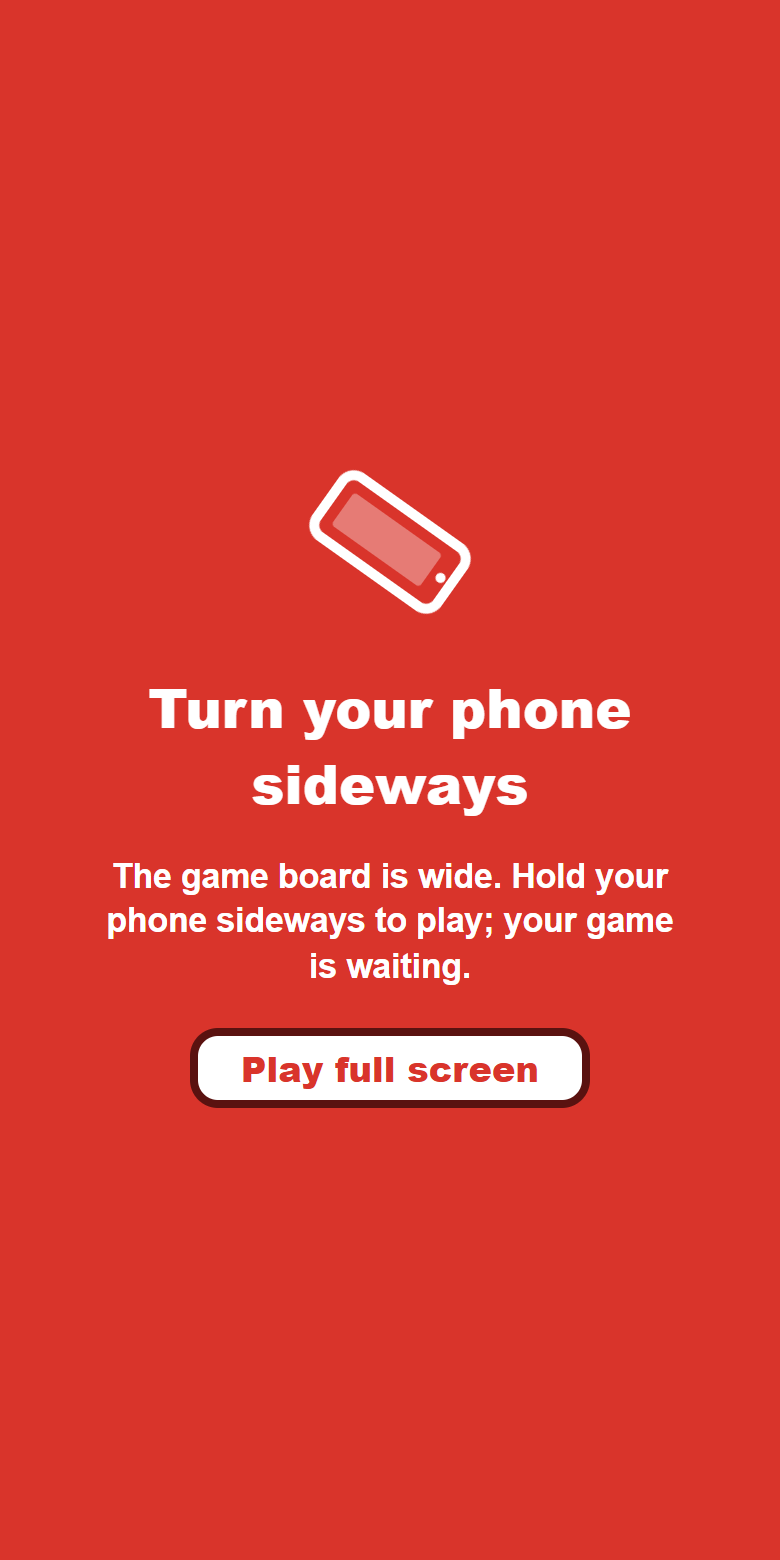 Turn your phone
sideways
The game board is wide. Hold your
phone sideways to play; your game
is waiting.
Play full screen